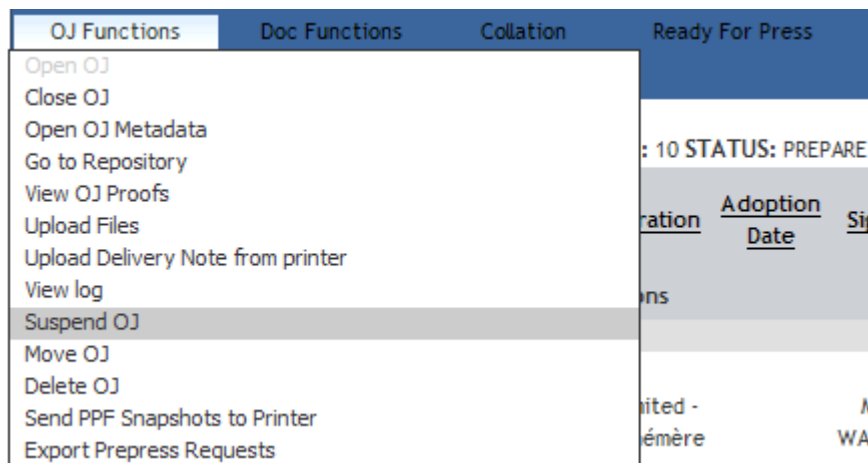 OJ Functions Doc Functions Collation Ready For Press
Open OJ
Close OJ
Open OJ Metadata
Go to Repository
View OJ Proofs
Upload Files
Upload Delivery Note from printer
View log
Suspend OJ
Move OJ
Delete OJ
Send PPF Snapshots to Printer
Export Prepress Requests
: 10 STATUS: PREPARE
Adoption
Date